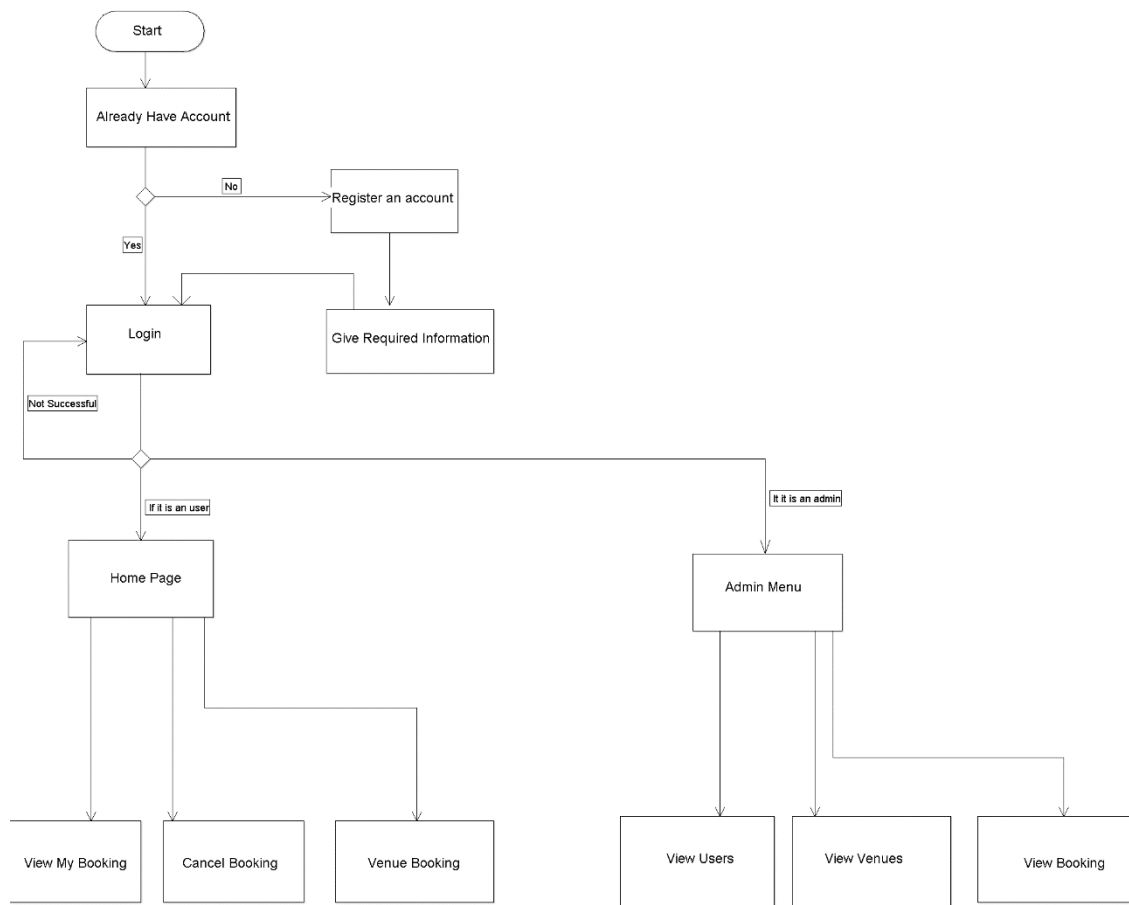 Start
Already Have Account
No
Register an account
Yes
Login
Give Required Information
Not Successful
If it is an user
It it is an admin
Home Page
Admin Menu
View My Booking
Cancel Booking
Venue Booking
View Users
View Venues
View Booking